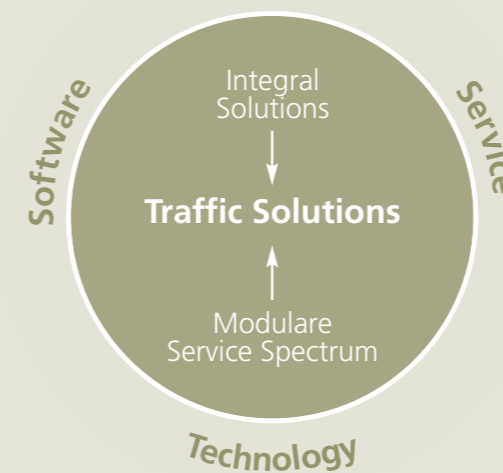 Software
Service
Integral
Solutions
Traffic Solutions
Modulare
Service Spectrum
Technology